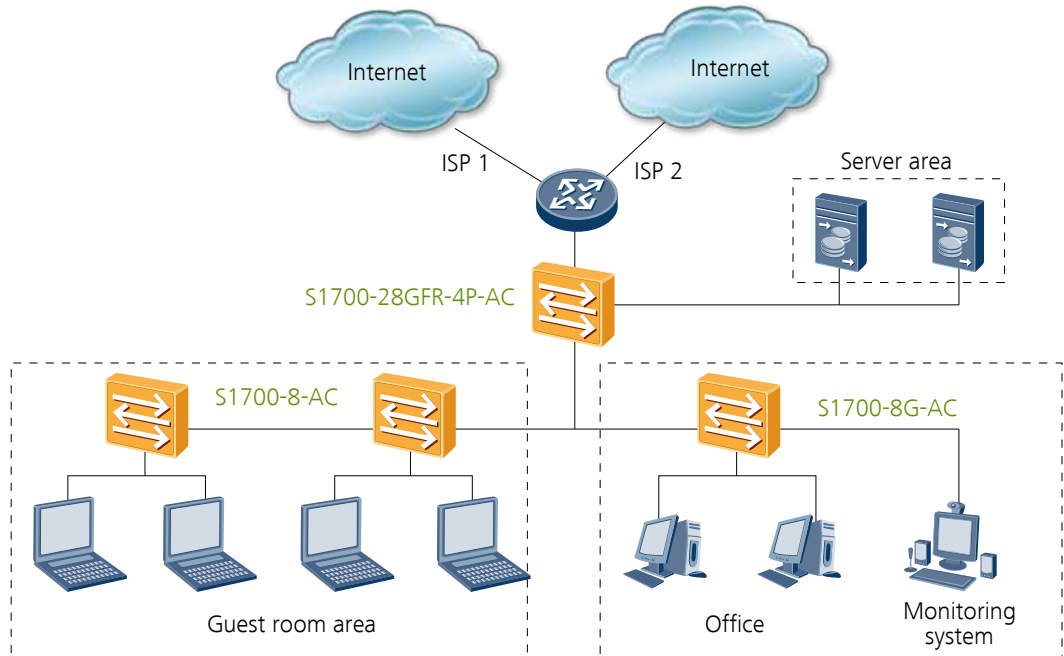 Internet
Internet
ISP 1
ISP 2
Server area
S1700-28GFR-4P-AC
S1700-8-AC
S1700-8G-AC
Guest room area
Office
Monitoring
system